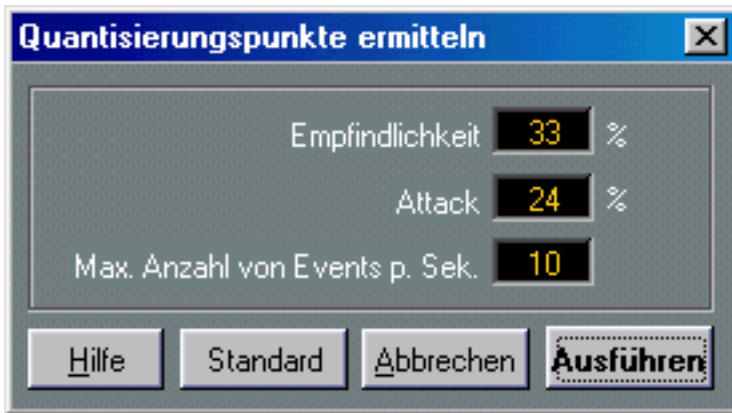 Quantisierungspunkte ermitteln
Empfindlichkeit 33 %
Attack 24 %
Max. Anzahl von Events p. Sek. 10
Hilfe Standard Abbrechen Ausführen